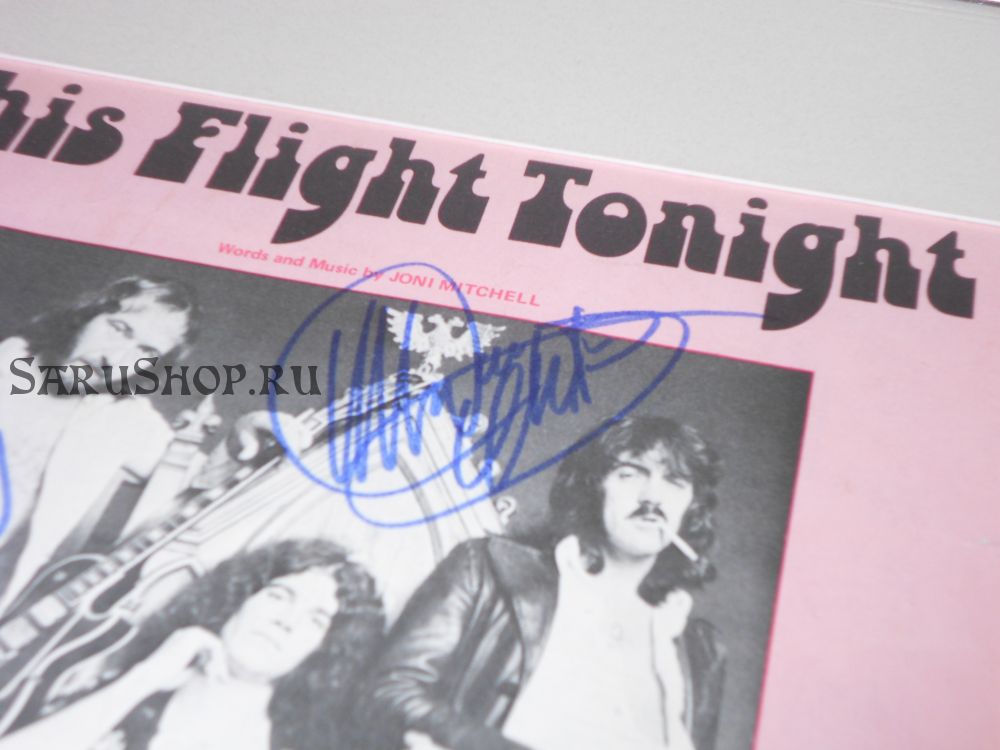 his Flight Tonight
Words and Music by JONI MITCHELL
SARUSHOP.RU